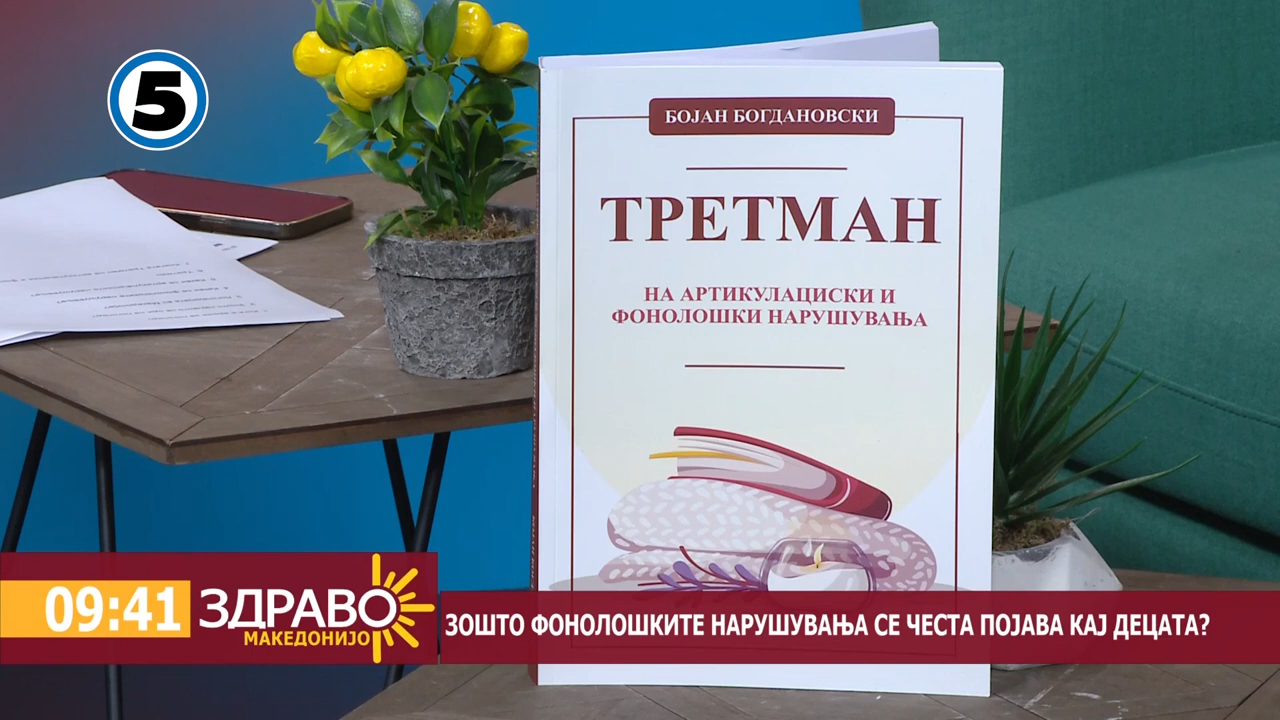 5
БОЈАН БОГДАНОВСКИ
ТРЕТМАН
НА АРТИКУЛАЦИСКИ И
ФОНОЛОШКИ НАРУШУВАЊА
09:41
ЗДРАВО
МАКЕДОНИЈО
ЗОШТО ФОНОЛОШКИТЕ НАРУШУВАЊА СЕ ЧЕСТА ПОЈАВА КАЈ ДЕЦАТА?